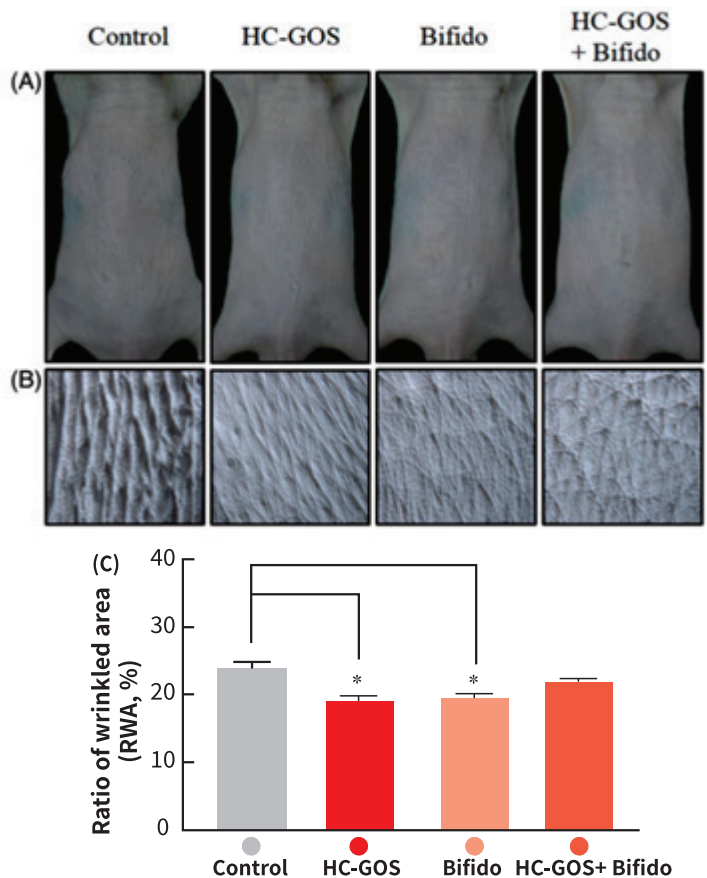 Control
HC-GOS
Bifido
HC-GOS
+ Bifido
(A)
(B)
(C)
Ratio of wrinkled area
(RWA, %)
40
30
20
10
0
*
*
Control
HC-GOS
Bifido
HC-GOS+ Bifido